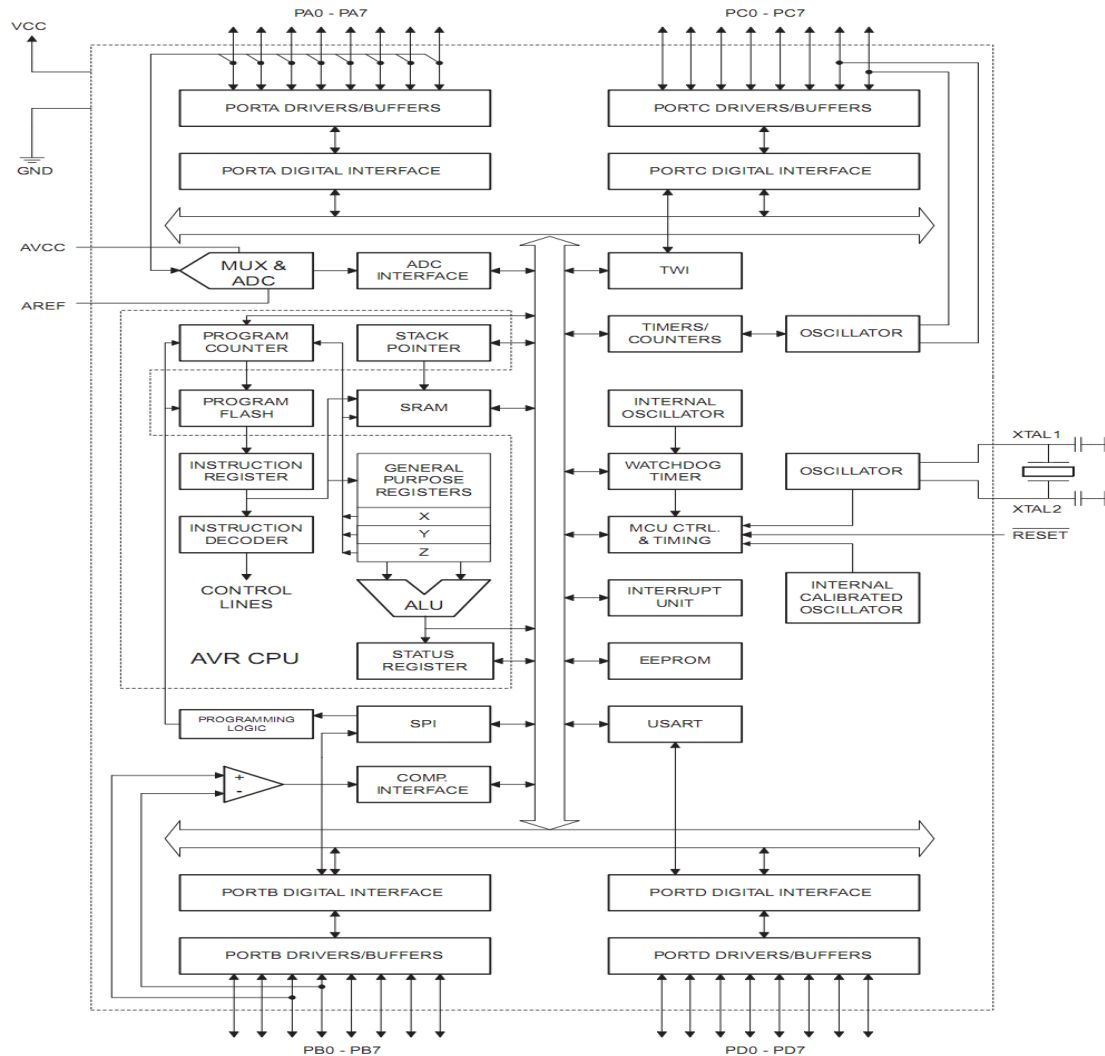 PA0 - PA7
PC0 - PC7
VCC
PORTA DRIVERS/BUFFERS
PORTC DRIVERS/BUFFERS
GND
PORTA DIGITAL INTERFACE
PORTC DIGITAL INTERFACE
AVCC
MUX &
ADC
ADC
INTERFACE
TWI
AREF
PROGRAM
COUNTER
STACK
POINTER
TIMERS/
COUNTERS
OSCILLATOR
PROGRAM
FLASH
SRAM
INTERNAL
OSCILLATOR
XTAL1
INSTRUCTION
REGISTER
GENERAL
PURPOSE
REGISTERS
WATCHDOG
TIMER
OSCILLATOR
XTAL2
X
INSTRUCTION
DECODER
Y
MCU CTRL.
& TIMING
RESET
Z
CONTROL
LINES
ALU
INTERRUPT
UNIT
INTERNAL
CALIBRATED
OSCILLATOR
AVR CPU
STATUS
REGISTER
EEPROM
PROGRAMMING
LOGIC
SPI
USART
+
-
COMP.
INTERFACE
PORTB DIGITAL INTERFACE
PORTD DIGITAL INTERFACE
PORTB DRIVERS/BUFFERS
PORTD DRIVERS/BUFFERS
PB0 - PB7
PD0 - PD7